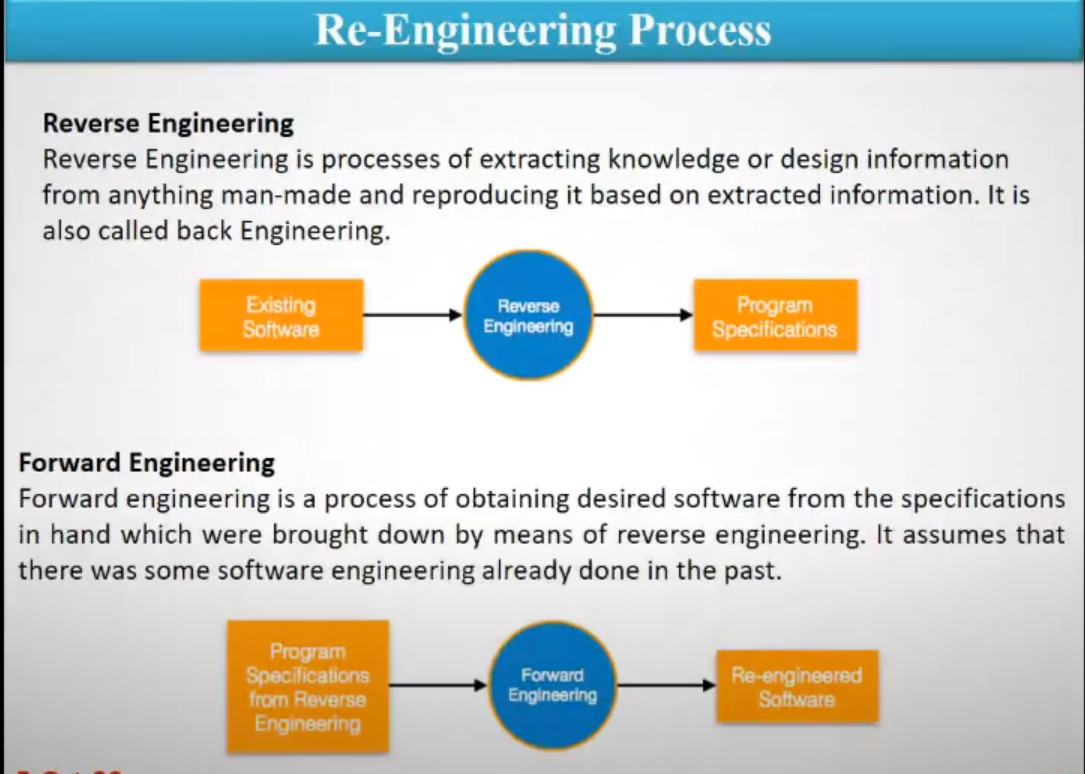 Re-Engineering Process
Reverse Engineering
Reverse Engineering is processes of extracting knowledge or design information
from anything man-made and reproducing it based on extracted information. It is
also called back Engineering.
Existing
Software
Reverse
Engineering
Program
Specifications
Forward Engineering
Forward engineering is a process of obtaining desired software from the specifications
in hand which were brought down by means of reverse engineering. It assumes that
there was some software engineering already done in the past.
Program
Specifications
from Reverse
Engineering
Forward
Engineering
Re-engineered
Software